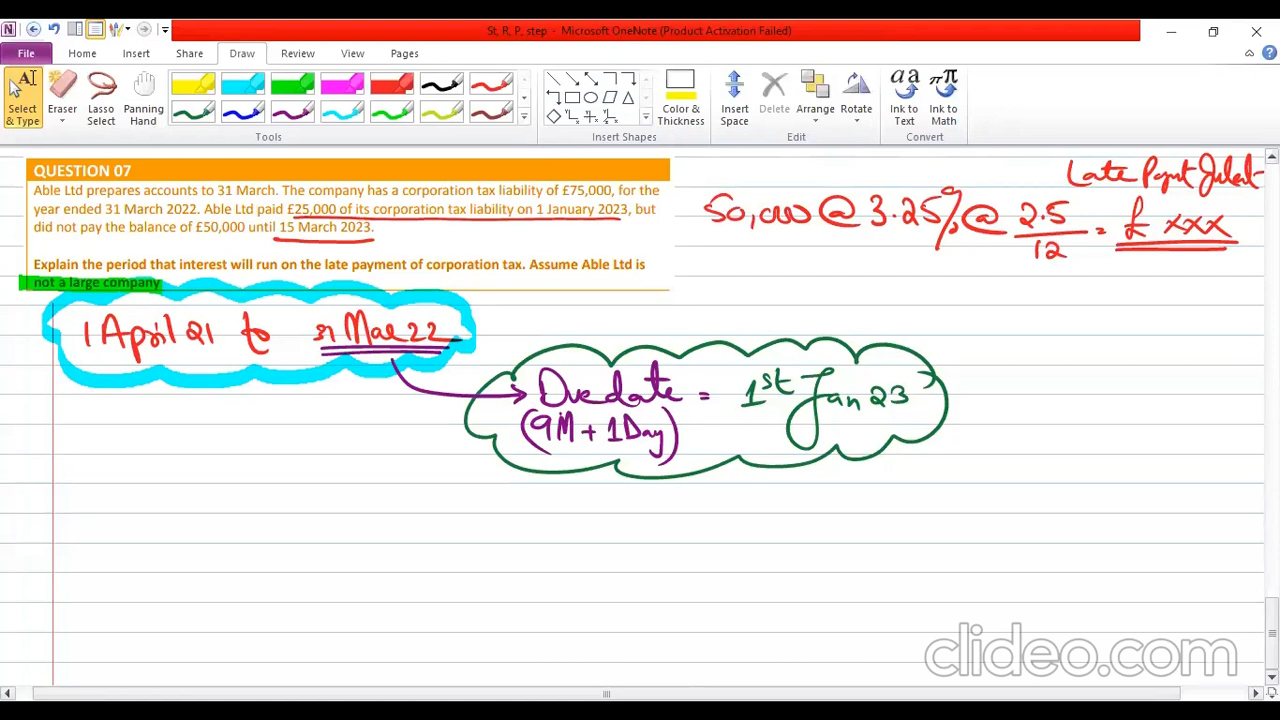 St, R, P, step - Microsoft OneNote (Product Activation Failed)
File Home Insert Share Draw Review View Pages
Select & Type
Eraser
Lasso Select
Panning Hand
Color & Thickness
Insert Space
Delete
Arrange
Rotate
Ink to Text
Ink to Math
Tools
Insert Shapes
Edit
Convert
QUESTION 07
Able Ltd prepares accounts to 31 March. The company has a corporation tax liability of £75,000, for the
year ended 31 March 2022. Able Ltd paid £25,000 of its corporation tax liability on 1 January 2023, but
did not pay the balance of £50,000 until 15 March 2023.
Explain the period that interest will run on the late payment of corporation tax. Assume Able Ltd is
not a large company
Late Paymt
50,000 @ 3.25% @ 2.5/12 = £ xxx
1 April 21 to 31 Mar 22
Due date = 1st Jan 23
(9M + 1 Day)
clideo.com